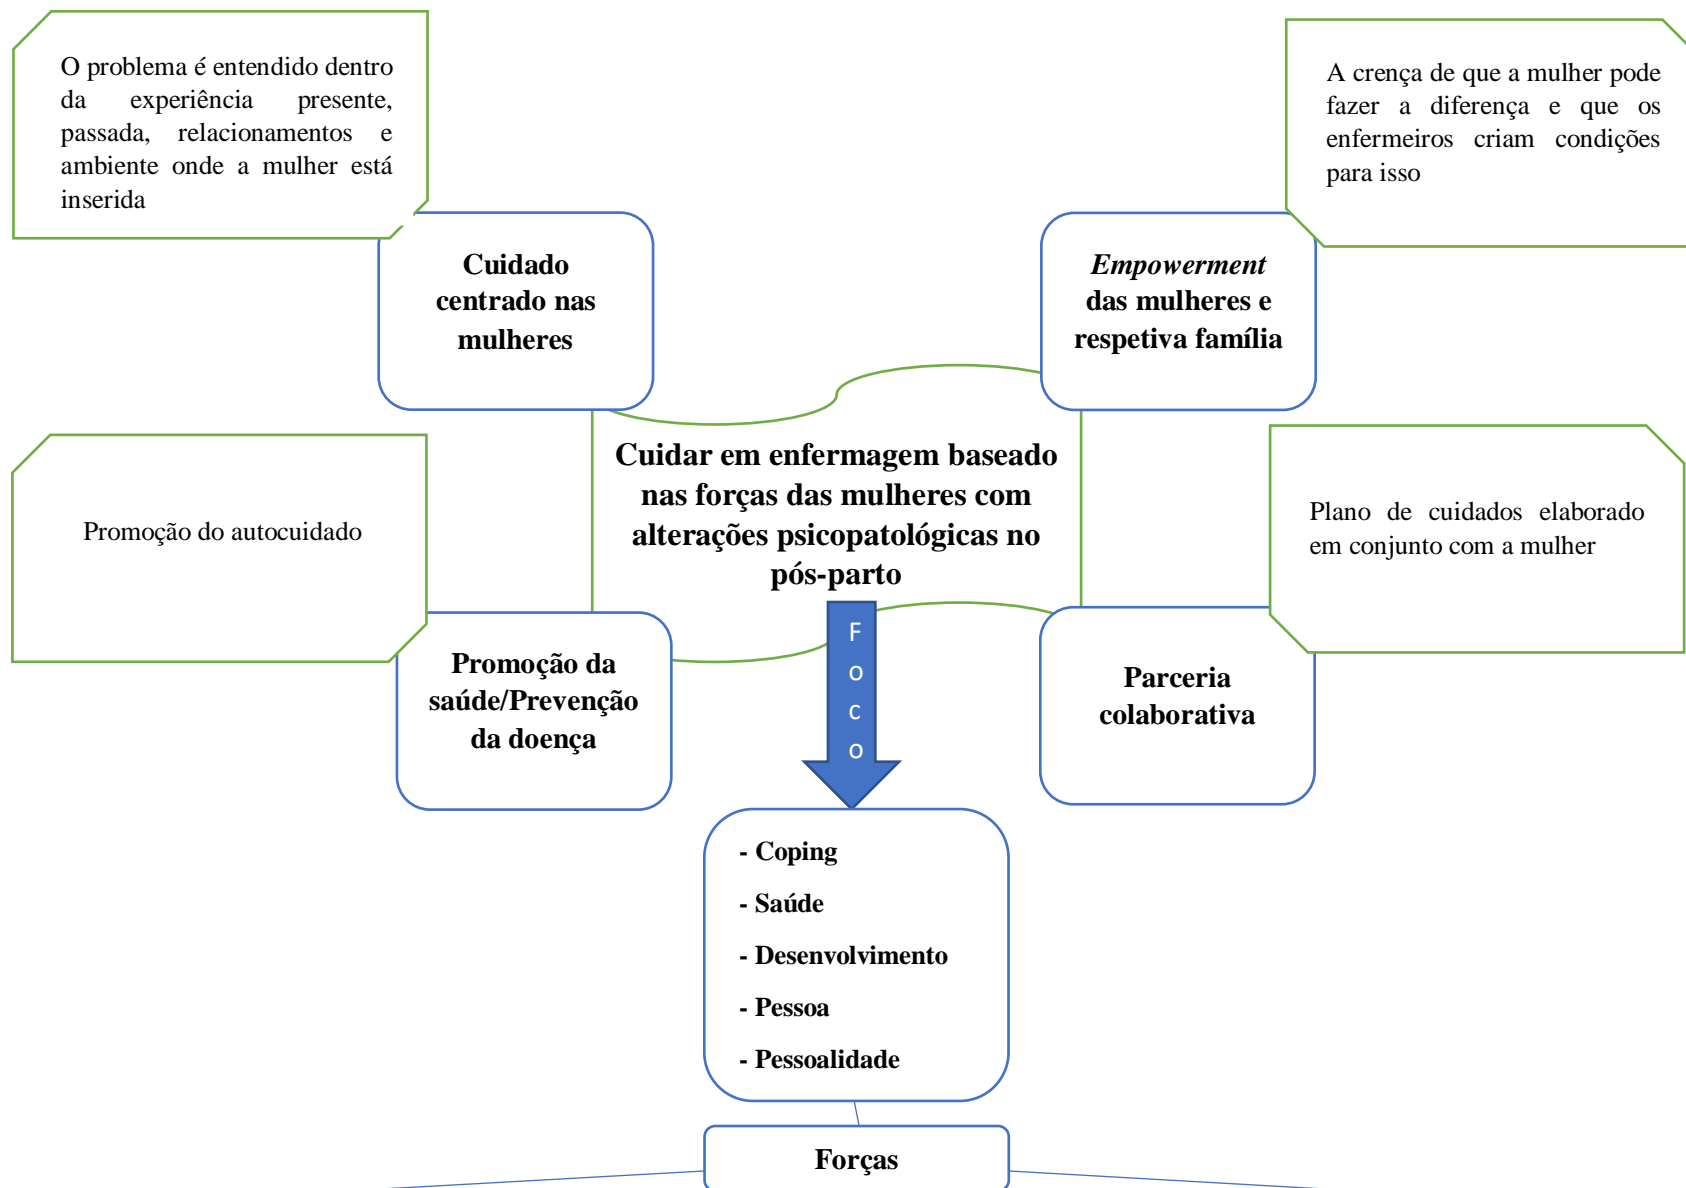 O problema é entendido dentro
da experiência presente,
passada, relacionamentos e
ambiente onde a mulher está
inserida
A crença de que a mulher pode
fazer a diferença e que os
enfermeiros criam condições
para isso
Cuidado
centrado nas
mulheres
Empowerment
das mulheres e
respetiva família
Cuidar em enfermagem baseado
nas forças das mulheres com
alterações psicopatológicas no
pós-parto
Promoção do autocuidado
Plano de cuidados elaborado
em conjunto com a mulher
Promoção da
saúde/Prevenção
da doença
F
o
c
o
Parceria
colaborativa
- Coping
- Saúde
- Desenvolvimento
- Pessoa
- Pessoalidade
Forças